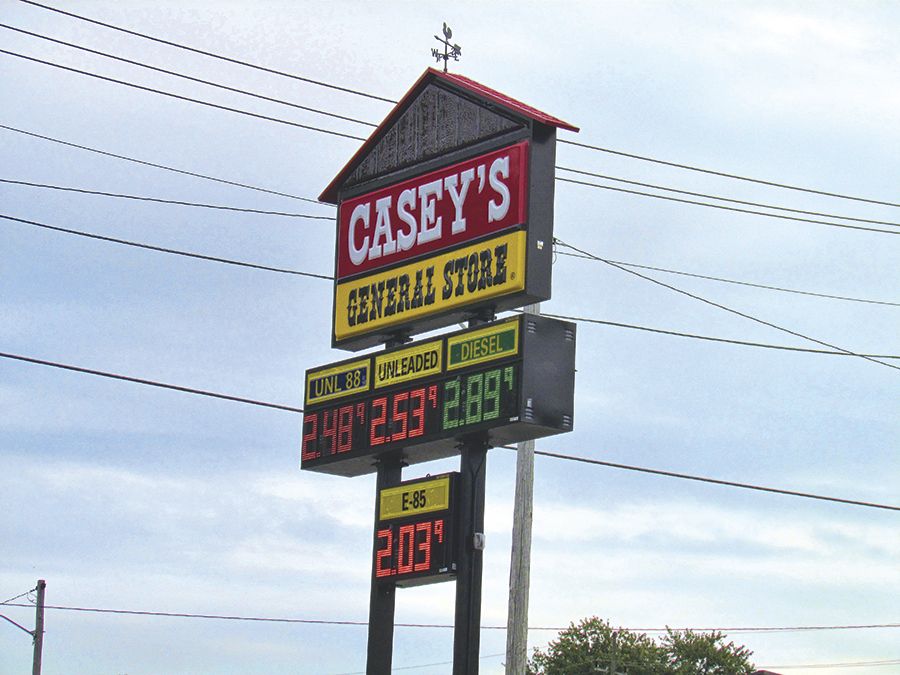 W
CASEY'S
GENERAL STORE ®
UNL 88 UNLEADED DIESEL
2.48⁹ 2.53⁹ 2.89⁹
E-85
2.03⁹